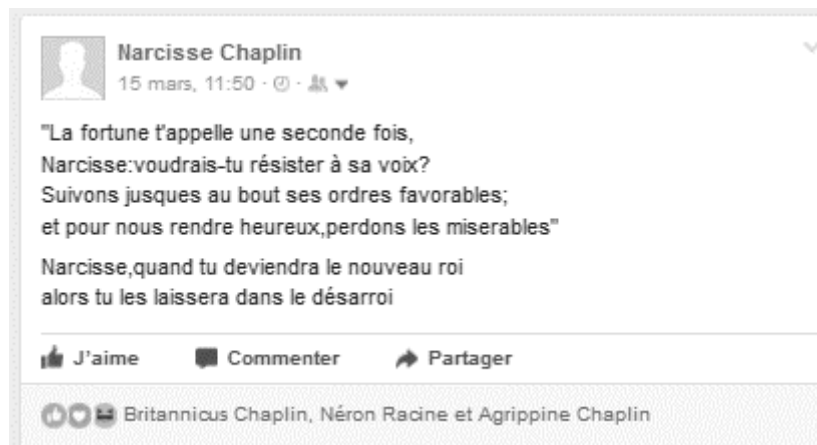 Narcisse Chaplin
15 mars, 11:50 ·
"La fortune t'appelle une seconde fois,
Narcisse:voudrais-tu résister à sa voix?
Suivons jusques au bout ses ordres favorables;
et pour nous rendre heureux,perdons les miserables"
Narcisse,quand tu deviendra le nouveau roi
alors tu les laissera dans le désarroi
J'aime Commenter Partager
Britannicus Chaplin, Néron Racine et Agrippine Chaplin